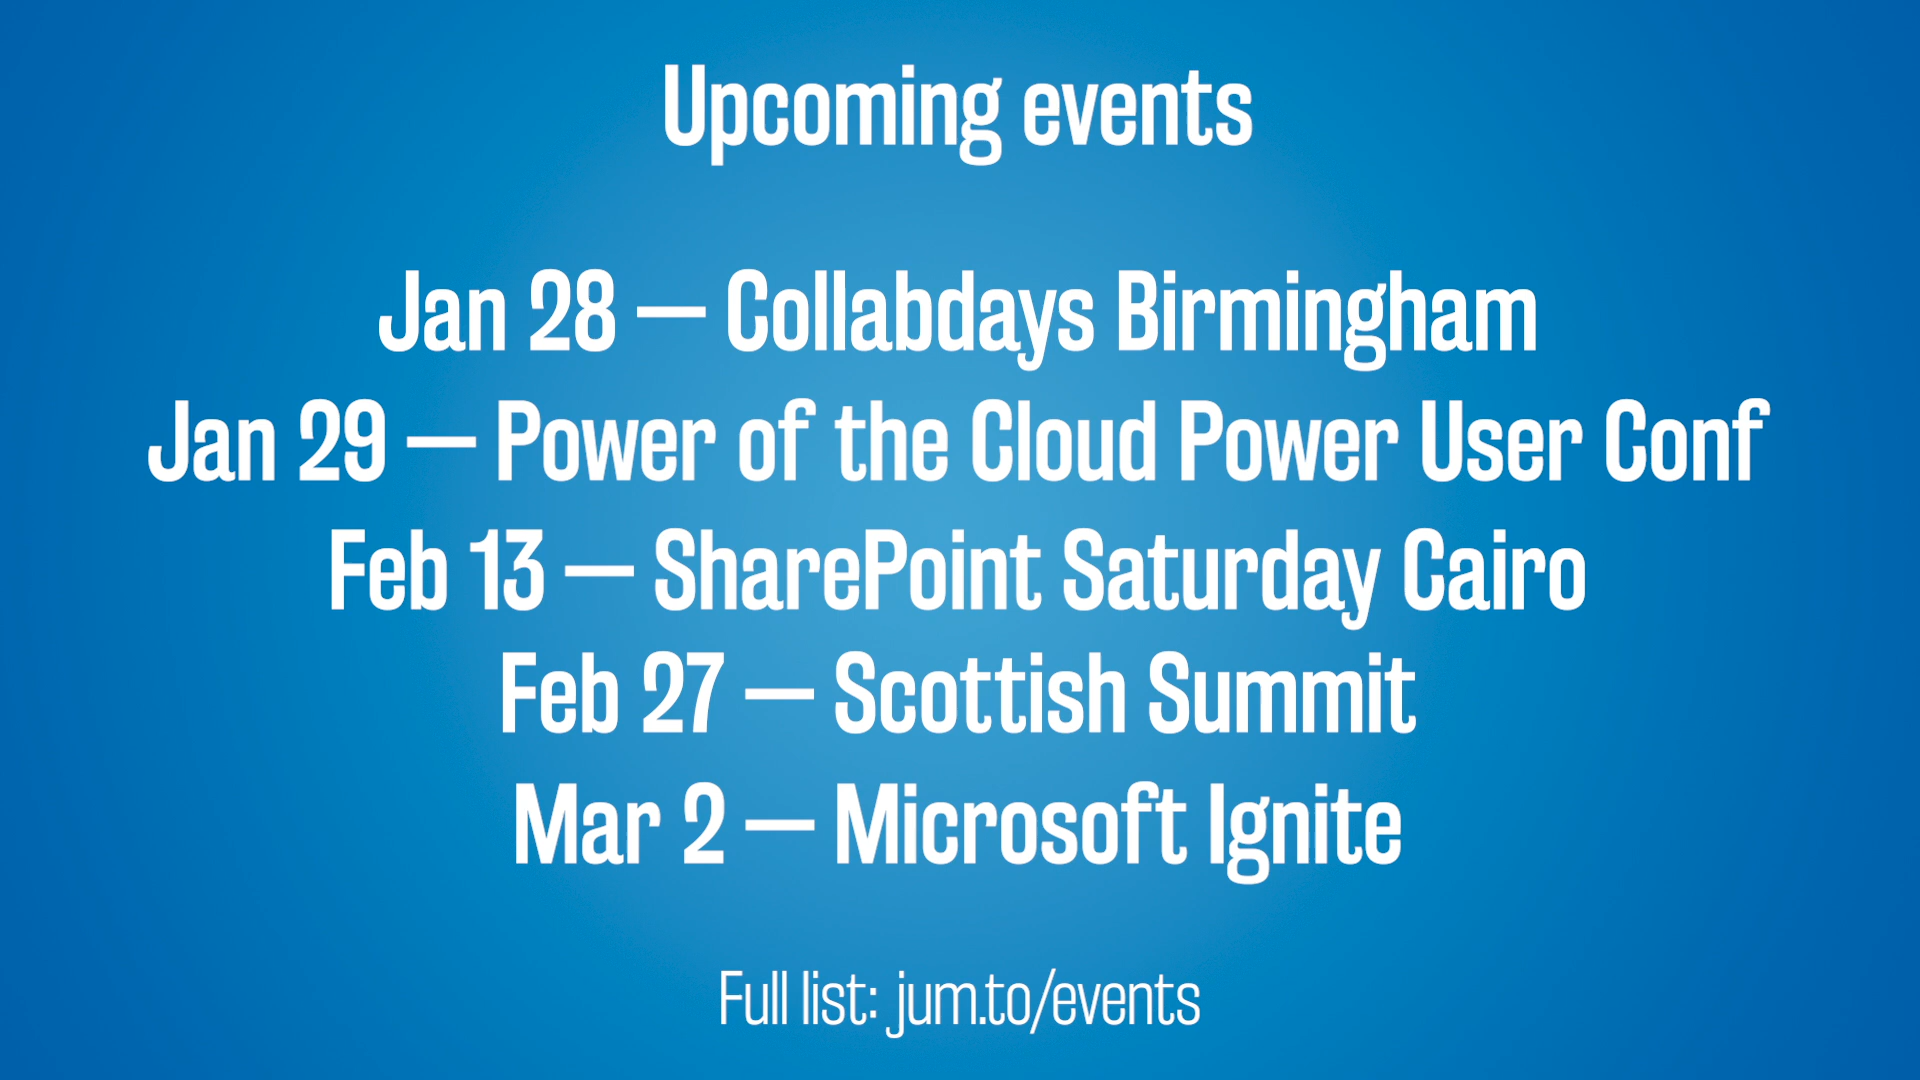 Upcoming events
Jan 28 — Collabdays Birmingham
Jan 29 — Power of the Cloud Power User Conf
Feb 13 — SharePoint Saturday Cairo
Feb 27 — Scottish Summit
Mar 2 — Microsoft Ignite
Full list: jum.to/events